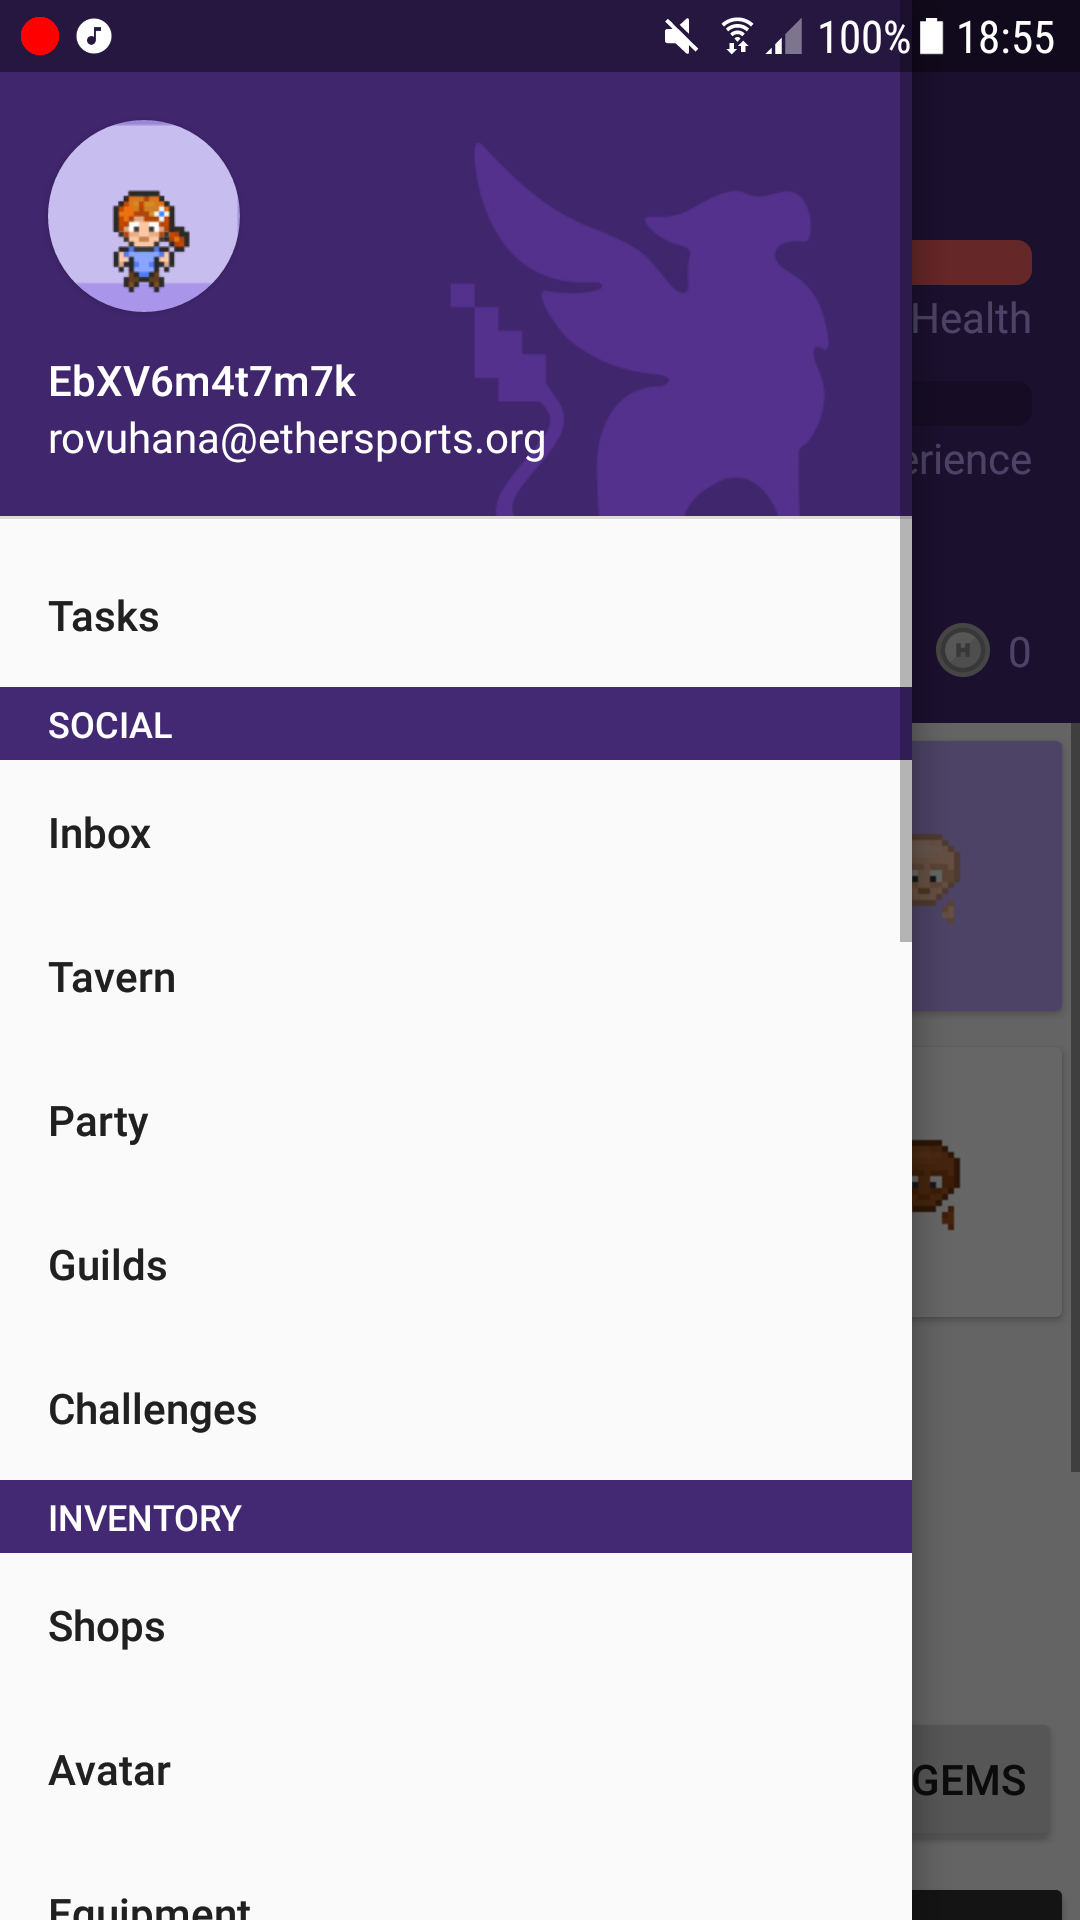 100% 18:55
Health
EbXV6m4t7m7k
rovuhana@ethersports.org
erience
Tasks
0
SOCIAL
Inbox
Tavern
Party
Guilds
Challenges
INVENTORY
Shops
Avatar
GEMS
Equipment